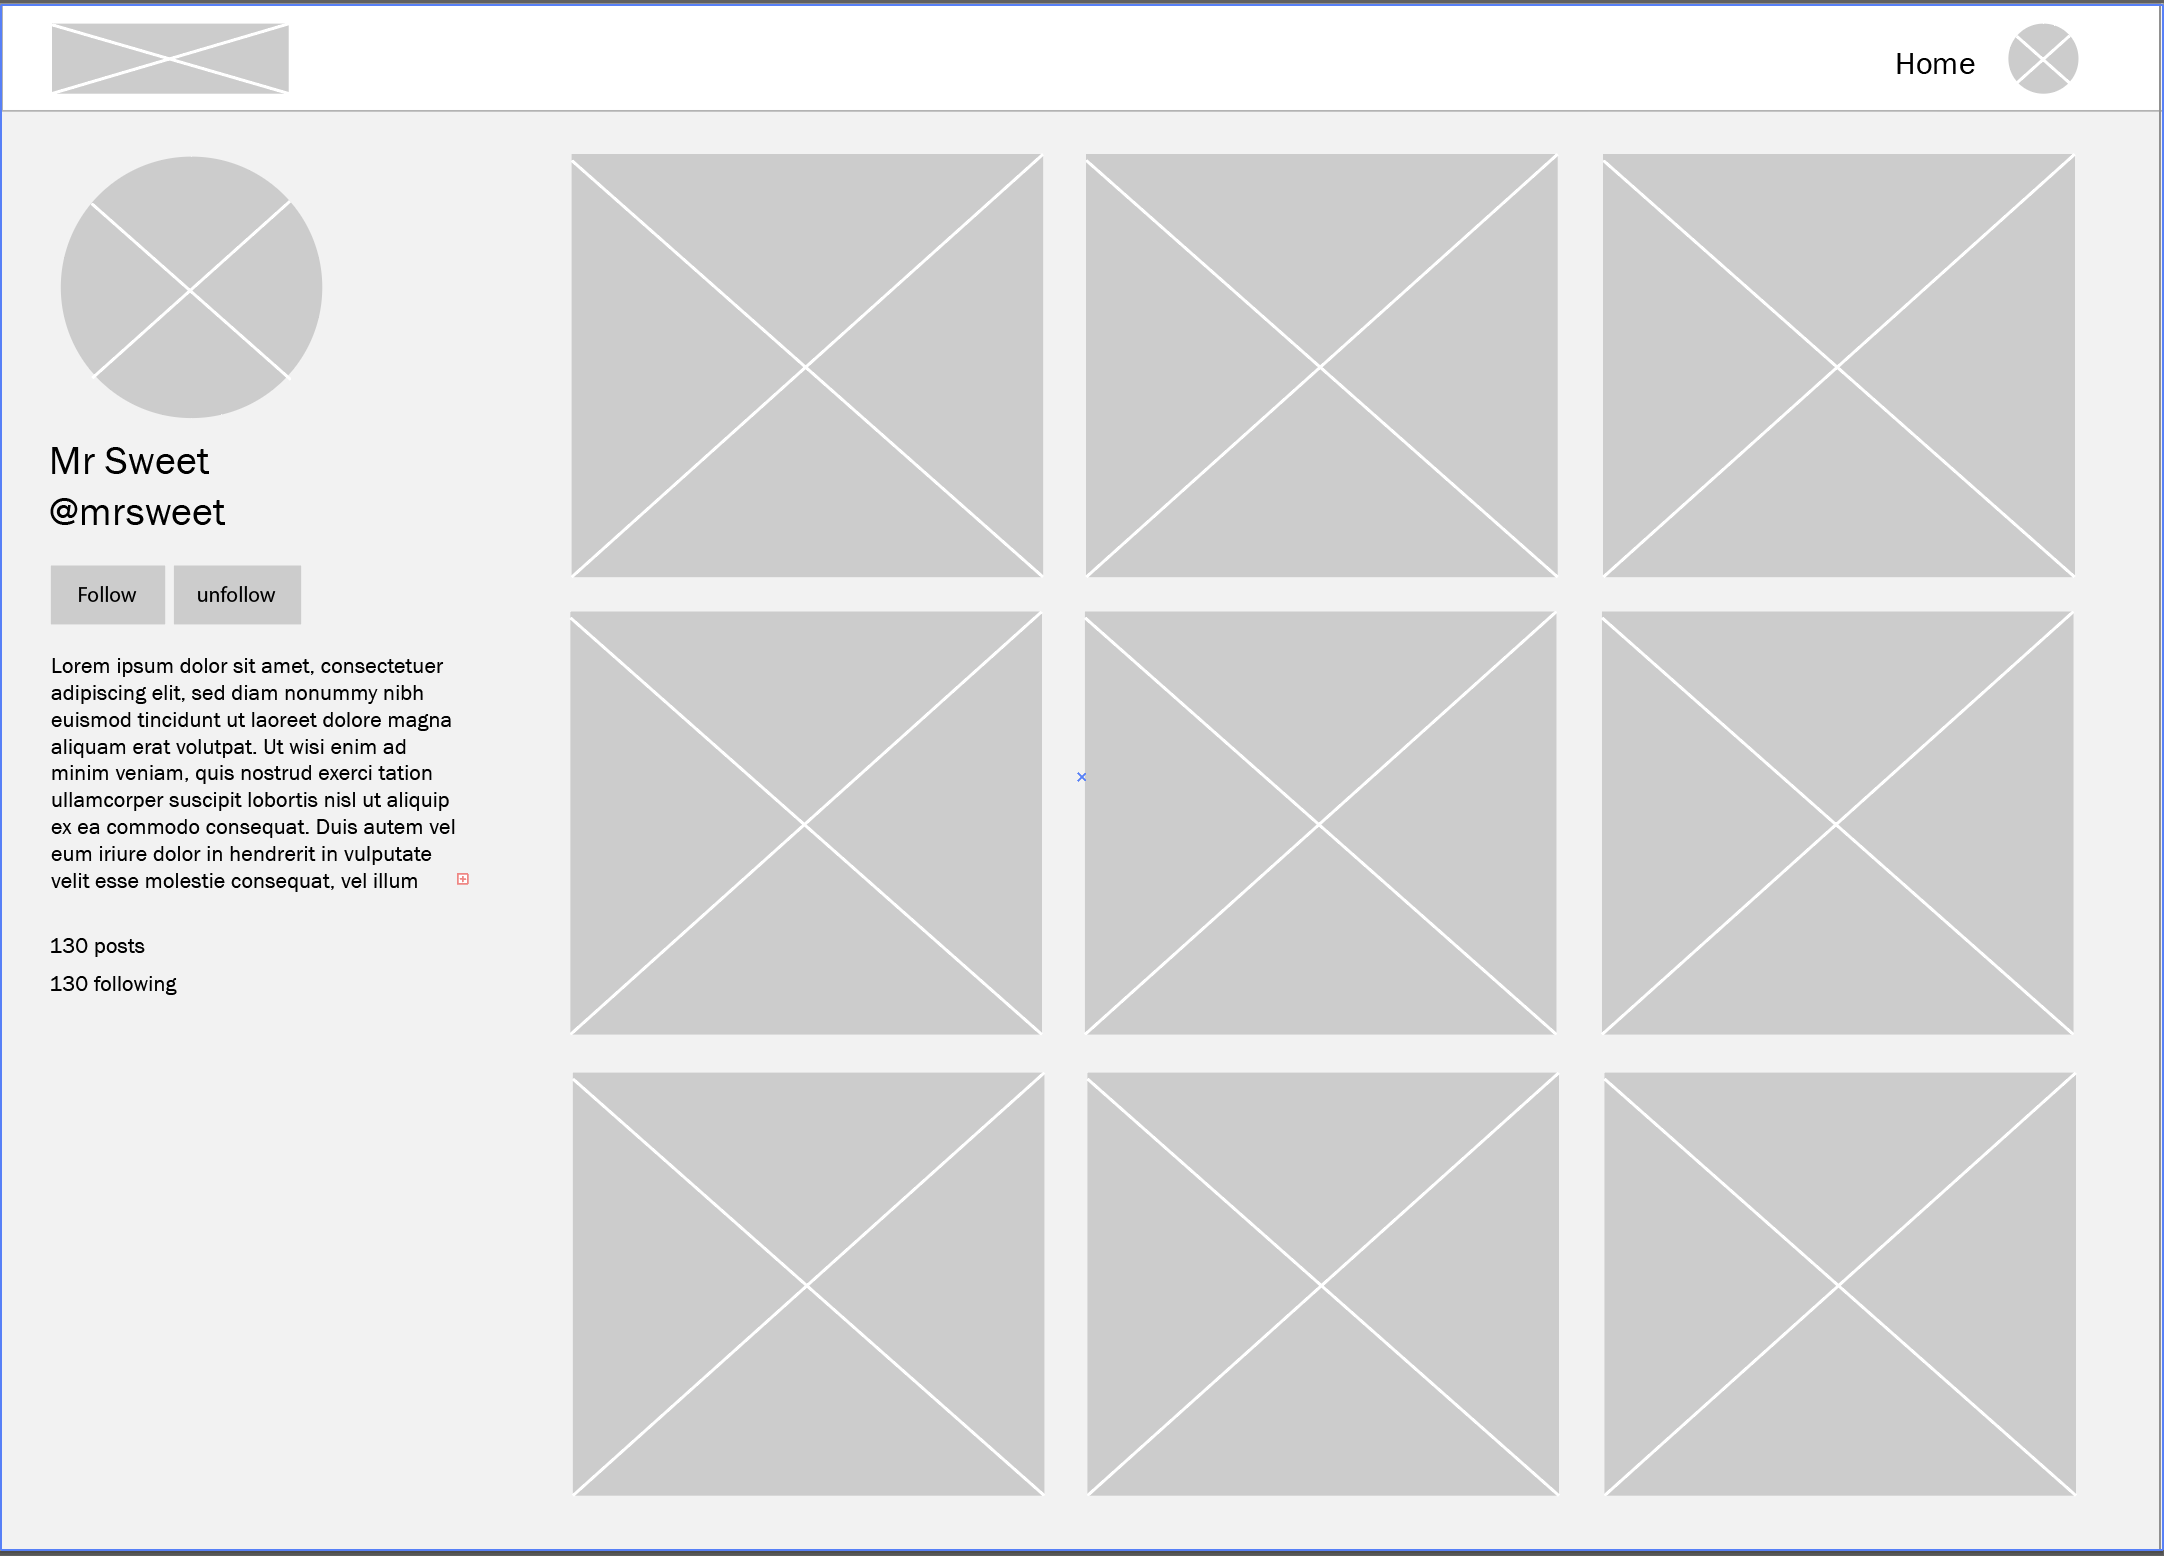 Home
Mr Sweet
@mrsweet
Follow
unfollow
Lorem ipsum dolor sit amet, consectetuer
adipiscing elit, sed diam nonummy nibh
euismod tincidunt ut laoreet dolore magna
aliquam erat volutpat. Ut wisi enim ad
minim veniam, quis nostrud exerci tation
ullamcorper suscipit lobortis nisl ut aliquip
ex ea commodo consequat. Duis autem vel
eum iriure dolor in hendrerit in vulputate
velit esse molestie consequat, vel illum
130 posts
130 following